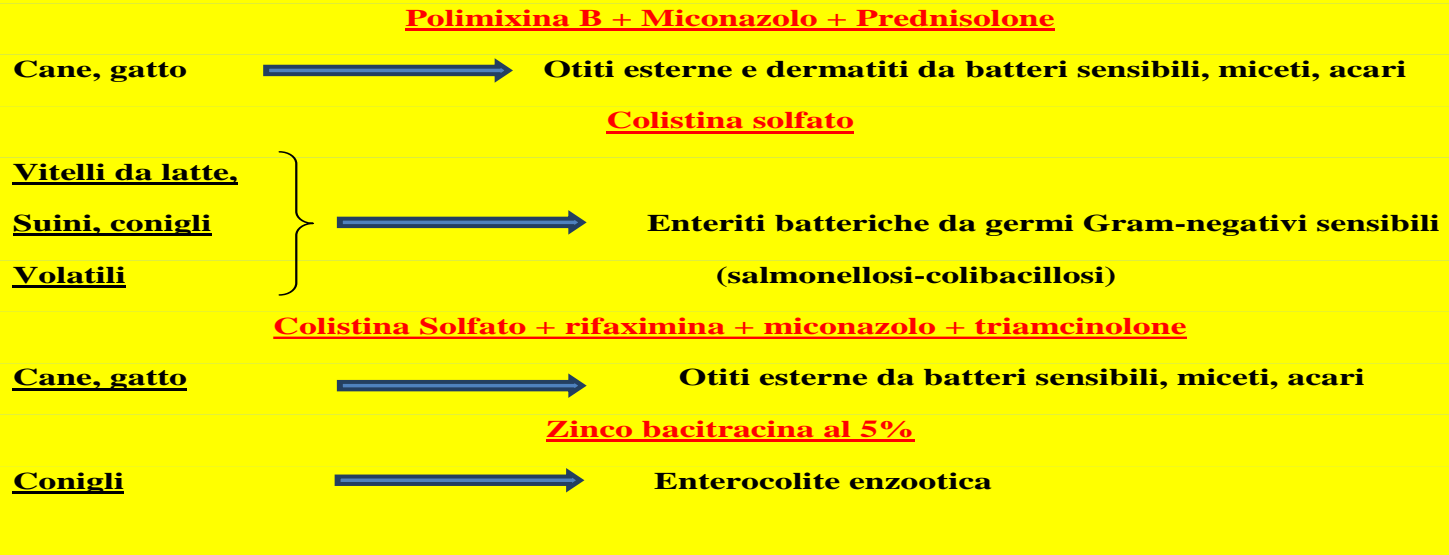 Polimixina B + Miconazolo + Prednisolone
Cane, gatto Otiti esterne e dermatiti da batteri sensibili, miceti, acari
Colistina solfato
Vitelli da latte,
Suini, conigli Enteriti batteriche da germi Gram-negativi sensibili
Volatili (salmonellosi-colibacillosi)
Colistina Solfato + rifaximina + miconazolo + triamcinolone
Cane, gatto Otiti esterne da batteri sensibili, miceti, acari
Zinco bacitracina al 5%
Conigli Enterocolite enzootica